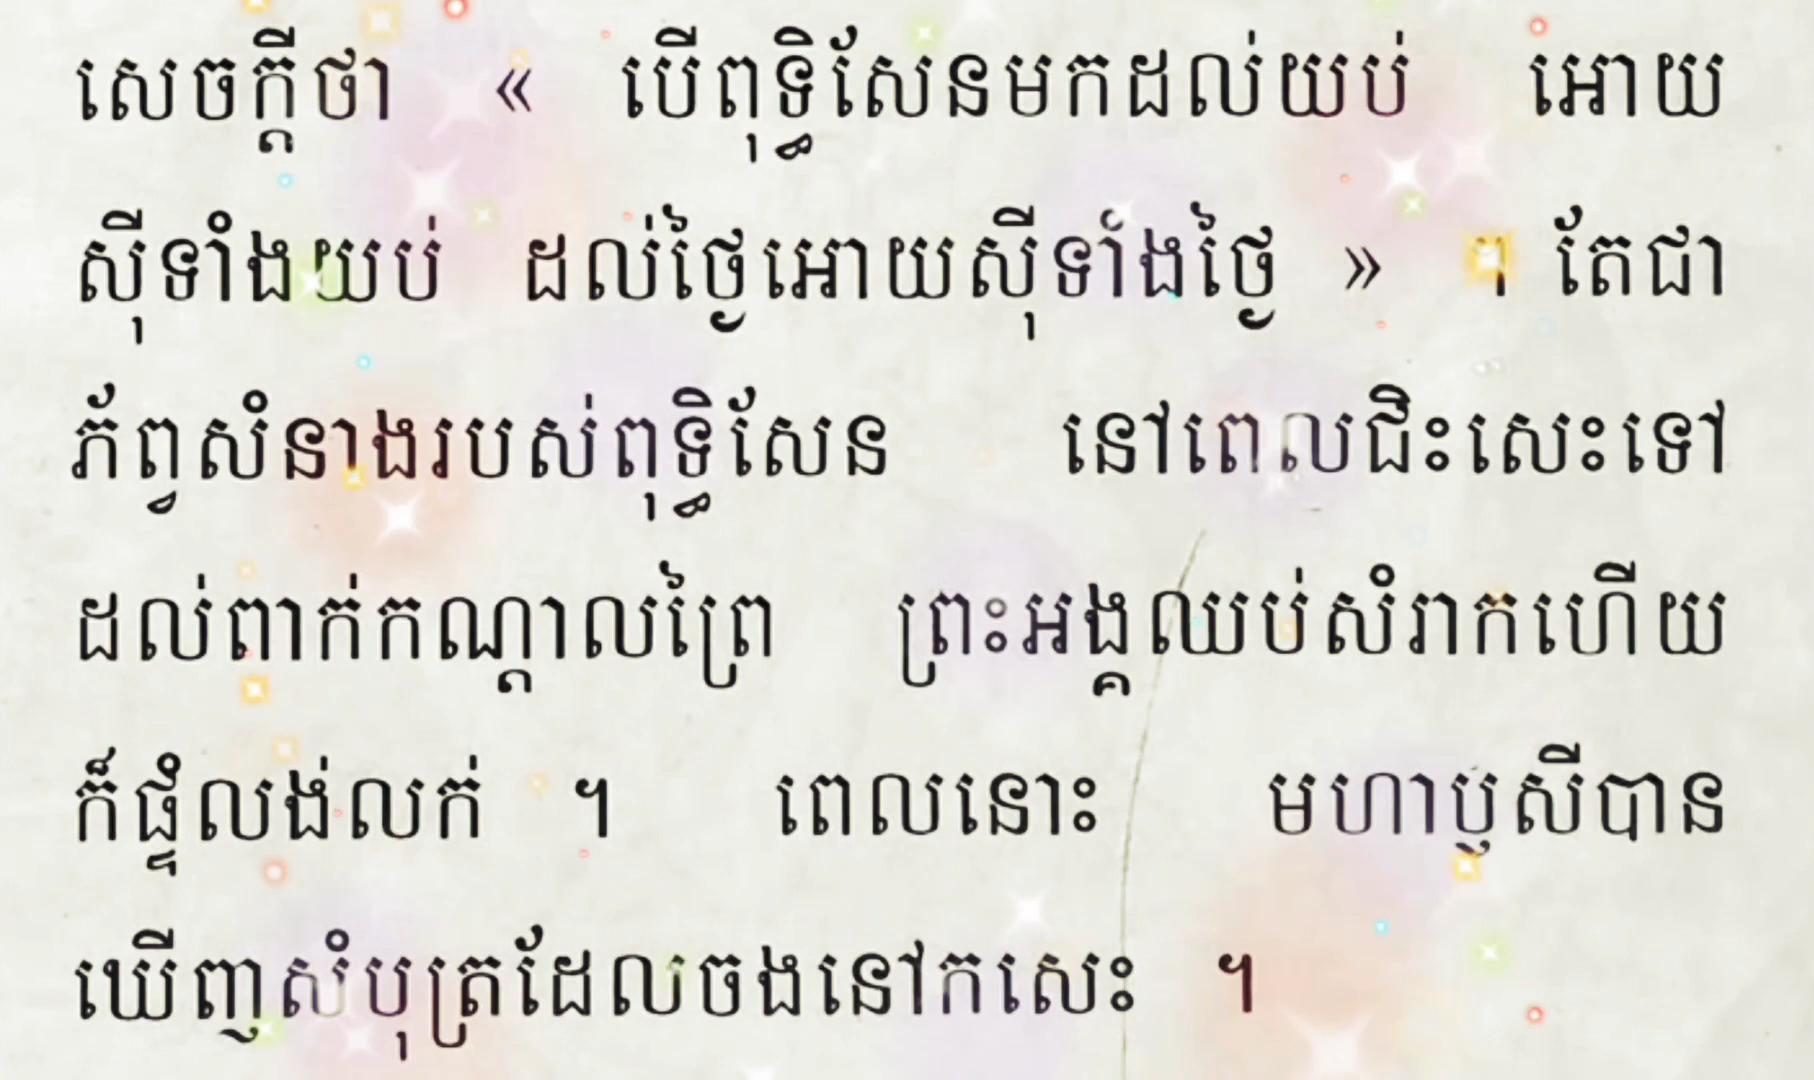 សេចក្ដីថា « បើពុទ្ធិសែនមកដល់យប់ អោយ
ស៊ីទាំងយប់ ដល់ថ្ងៃអោយស៊ីទាំងថ្ងៃ » ។ តែជា
ភ័ព្វសំនាងរបស់ពុទ្ធិសែន នៅពេលជិះសេះទៅ
ដល់ពាក់កណ្ដាលព្រៃ ព្រះអង្គឈប់សំរាកហើយ
ក៏ផ្ទំលង់លក់ ។ ពេលនោះ មហាឫសីបាន
ឃើញសំបុត្រដែលចងនៅកសេះ ។